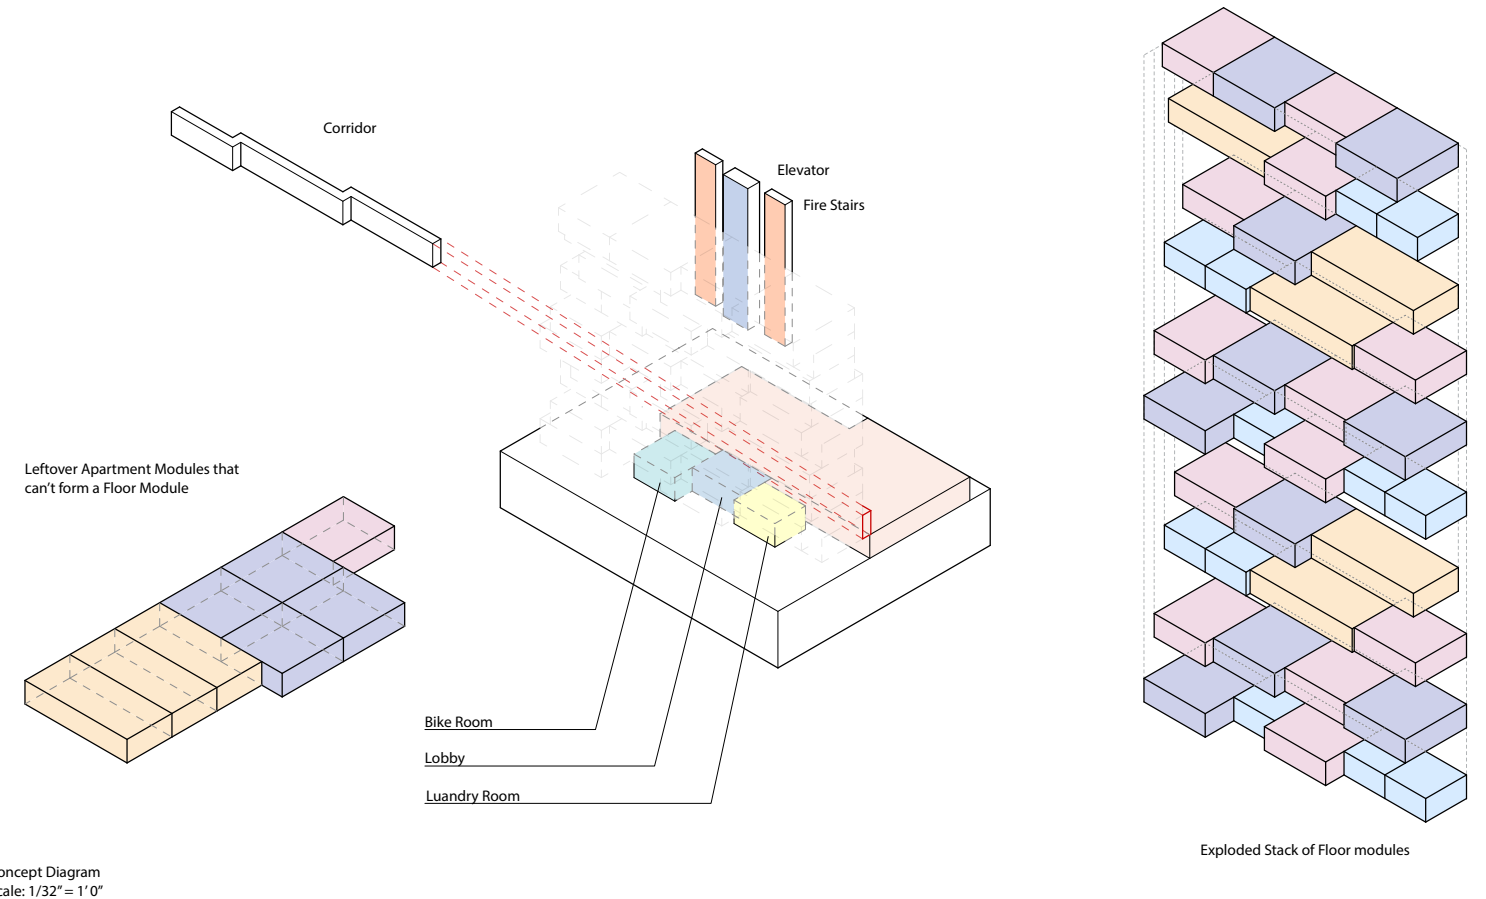 Corridor
Elevator
Fire Stairs
Leftover Apartment Modules that
can't form a Floor Module
Bike Room
Lobby
Luandry Room
Exploded Stack of Floor modules
oncept Diagram
cale: 1/32" = 1' 0"